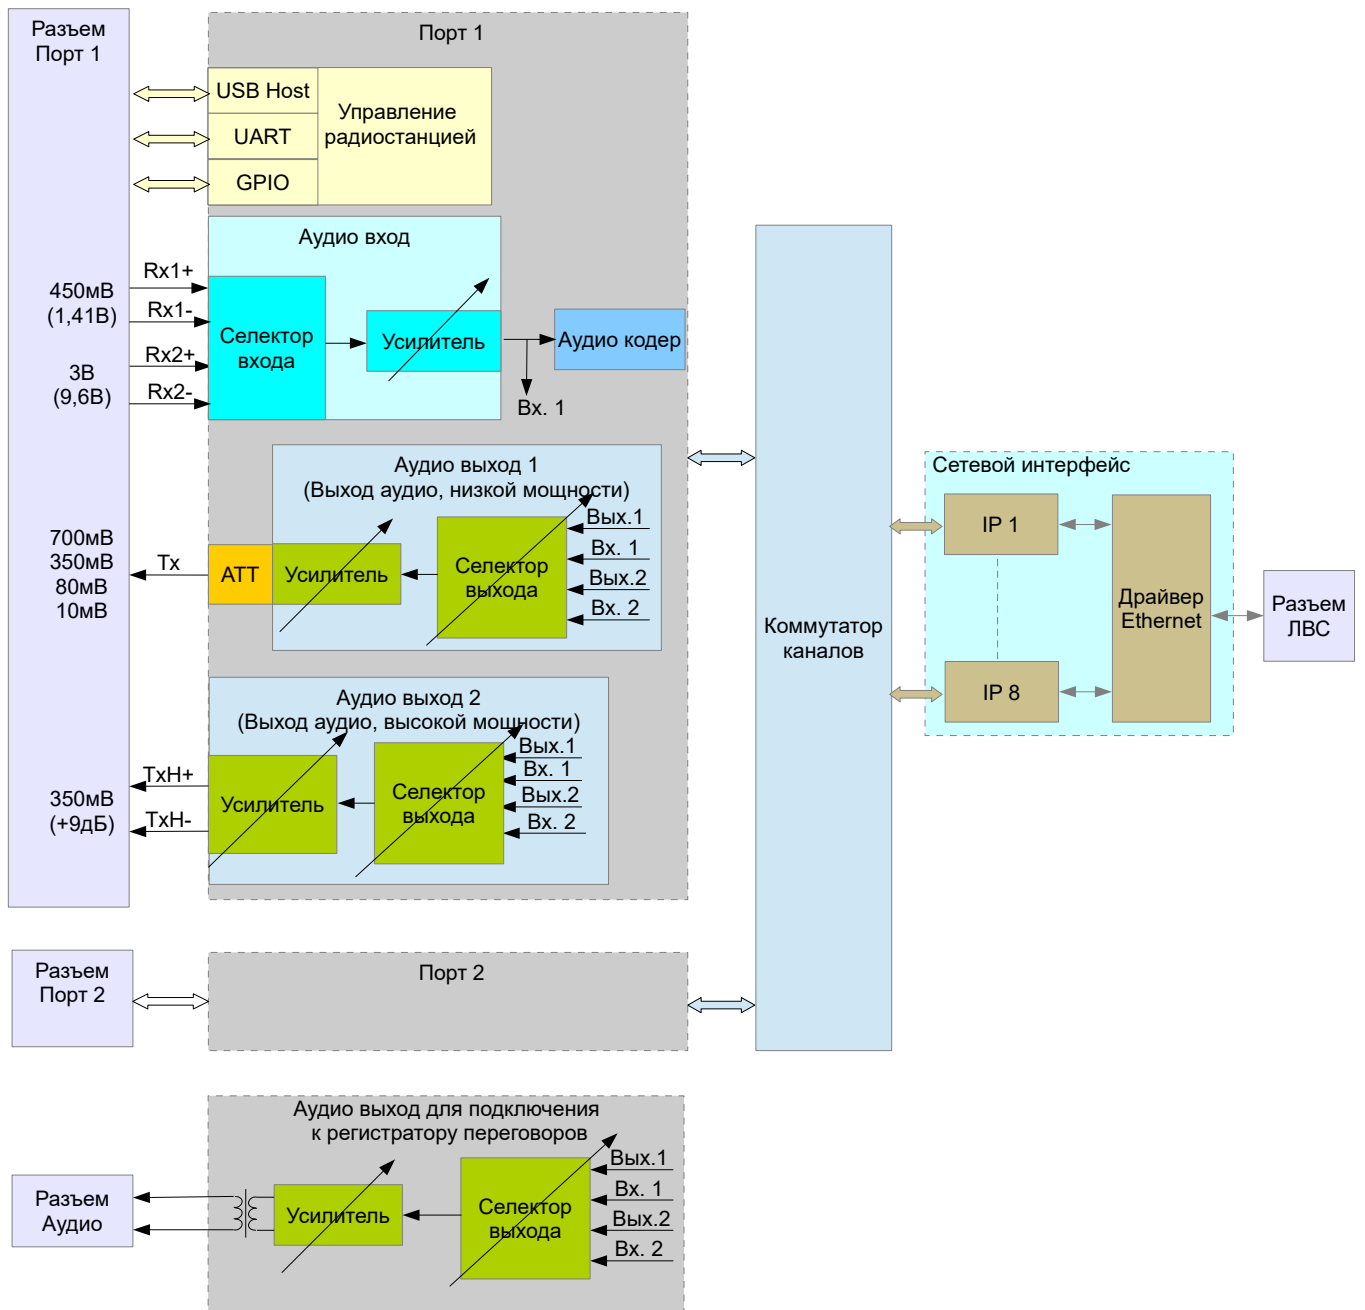 Разъем
Порт 1
Порт 1
USB Host
UART
GPIO
Управление
радиостанцией
Аудио вход
450мВ
(1,41В)
3В
(9,6В)
Rx1+
Rx1-
Rx2+
Rx2-
Селектор
входа
Усилитель
Аудио кодер
Вх. 1
Аудио выход 1
(Выход аудио, низкой мощности)
700мВ
350мВ
80мВ
10мВ
Tx
ATT
Усилитель
Селектор
выхода
Вых.1
Вх. 1
Вых.2
Вх. 2
Аудио выход 2
(Выход аудио, высокой мощности)
350мВ
(+9дБ)
TxH+
TxH-
Усилитель
Селектор
выхода
Вых.1
Вх. 1
Вых.2
Вх. 2
Коммутатор
каналов
Сетевой интерфейс
IP 1
IP 8
Драйвер
Ethernet
Разъем
ЛВС
Разъем
Порт 2
Порт 2
Аудио выход для подключения
к регистратору переговоров
Разъем
Аудио
Усилитель
Селектор
выхода
Вых.1
Вх. 1
Вых.2
Вх. 2